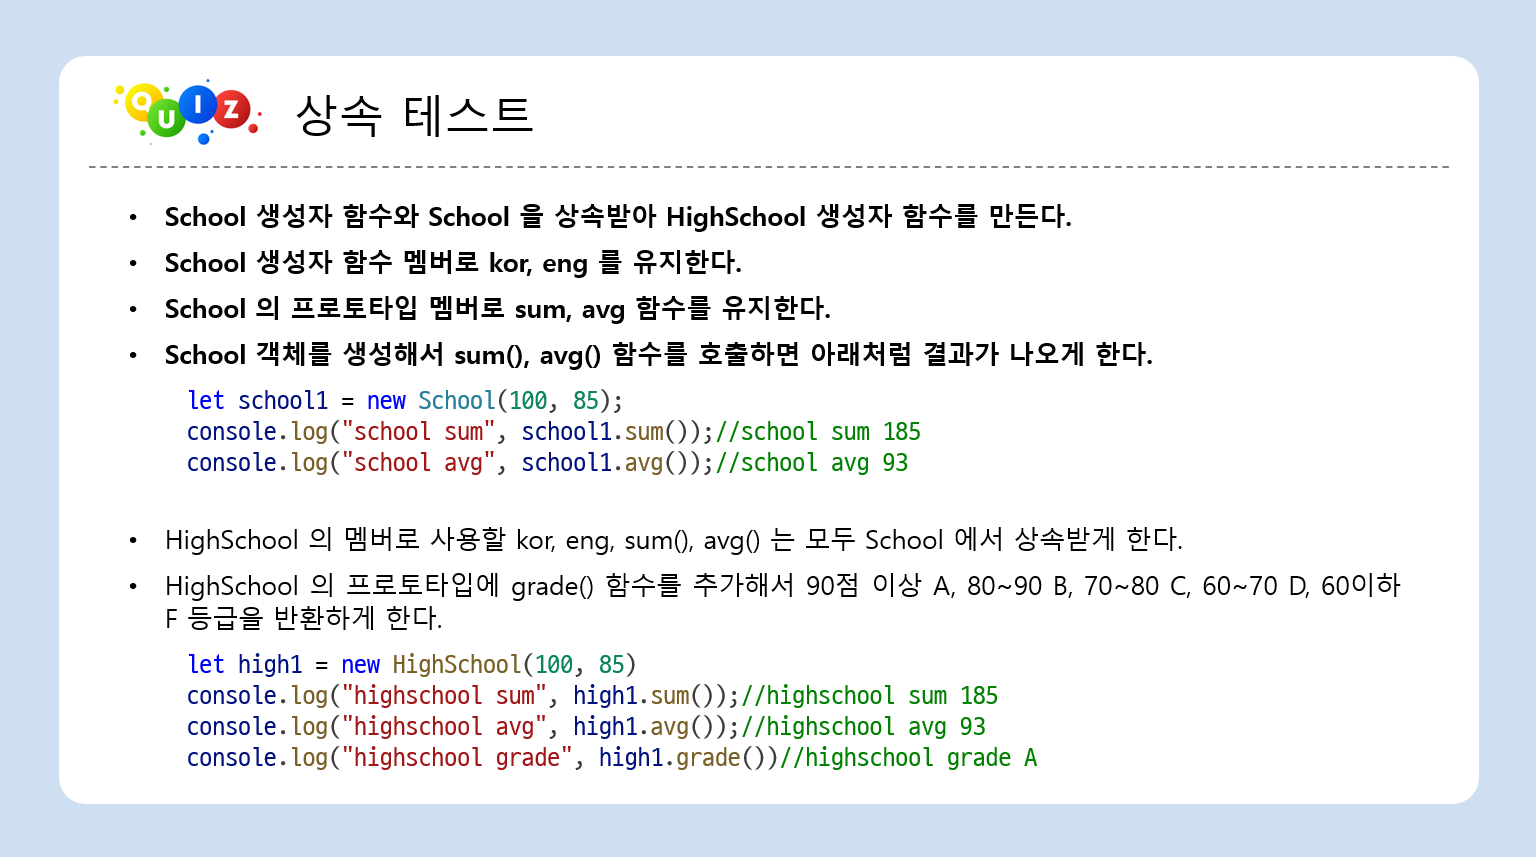 QUIZ 상속 테스트
• School 생성자 함수와 School 을 상속받아 HighSchool 생성자 함수를 만든다.
• School 생성자 함수 멤버로 kor, eng 를 유지한다.
• School 의 프로토타입 멤버로 sum, avg 함수를 유지한다.
• School 객체를 생성해서 sum(), avg() 함수를 호출하면 아래처럼 결과가 나오게 한다.
let school1 = new School(100, 85);
console.log("school sum", school1.sum());//school sum 185
console.log("school avg", school1.avg());//school avg 93
• HighSchool 의 멤버로 사용할 kor, eng, sum(), avg() 는 모두 School 에서 상속받게 한다.
• HighSchool 의 프로토타입에 grade() 함수를 추가해서 90점 이상 A, 80~90 B, 70~80 C, 60~70 D, 60이하
F 등급을 반환하게 한다.
let high1 = new HighSchool(100, 85)
console.log("highschool sum", high1.sum());//highschool sum 185
console.log("highschool avg", high1.avg());//highschool avg 93
console.log("highschool grade", high1.grade())//highschool grade A